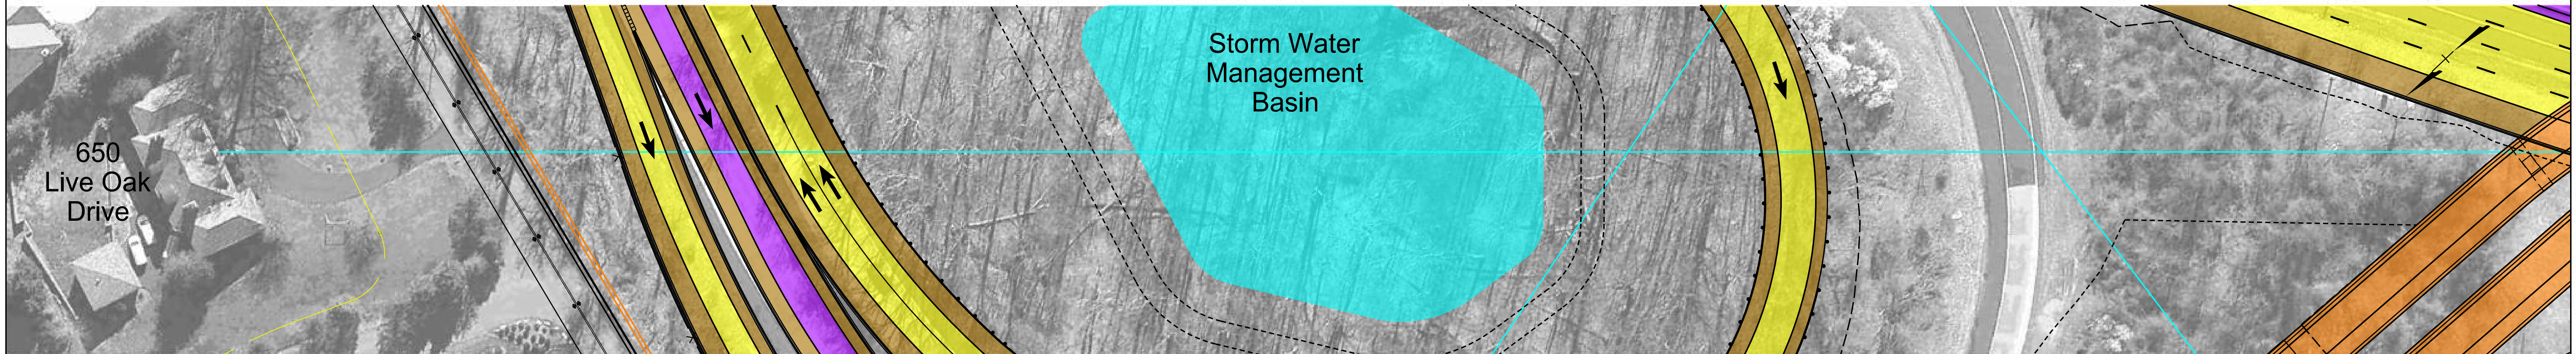 Storm Water
Management
Basin
650
Live Oak
Drive